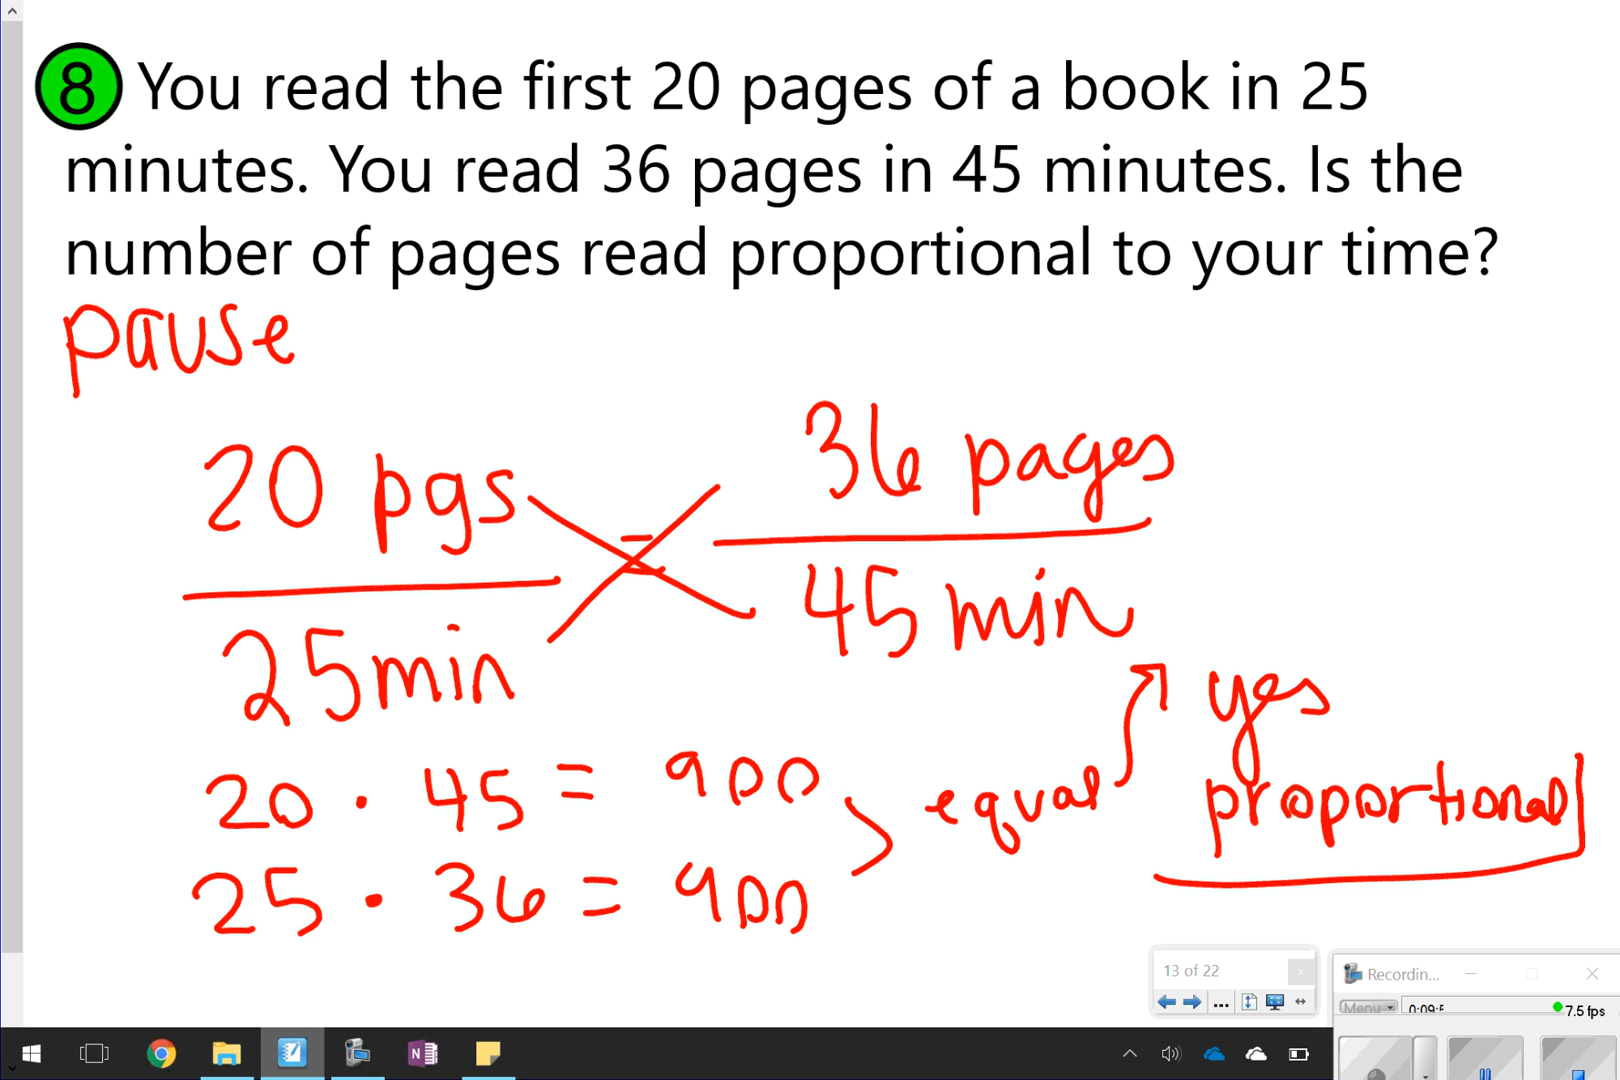 8 You read the first 20 pages of a book in 25
minutes. You read 36 pages in 45 minutes. Is the
number of pages read proportional to your time?
pause
20 pgs = 36 pages
25 min 45 min
20 · 45 = 900
25 · 36 = 900
equal
yes
proportional
13 of 22
...
Recordin...
Menu
7.5 fps
N